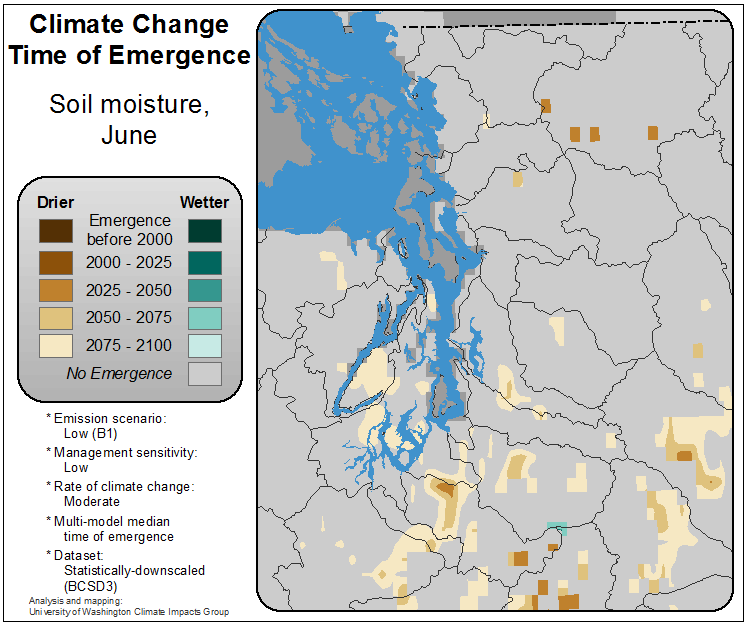 Climate Change
Time of Emergence
Soil moisture,
June
Drier
Wetter
Emergence
before 2000
2000 - 2025
2025 - 2050
2050 - 2075
2075 - 2100
No Emergence
* Emission scenario:
Low (B1)
* Management sensitivity:
Low
* Rate of climate change:
Moderate
* Multi-model median
time of emergence
* Dataset:
Statistically-downscaled
(BCSD3)
Analysis and mapping:
University of Washington Climate Impacts Group